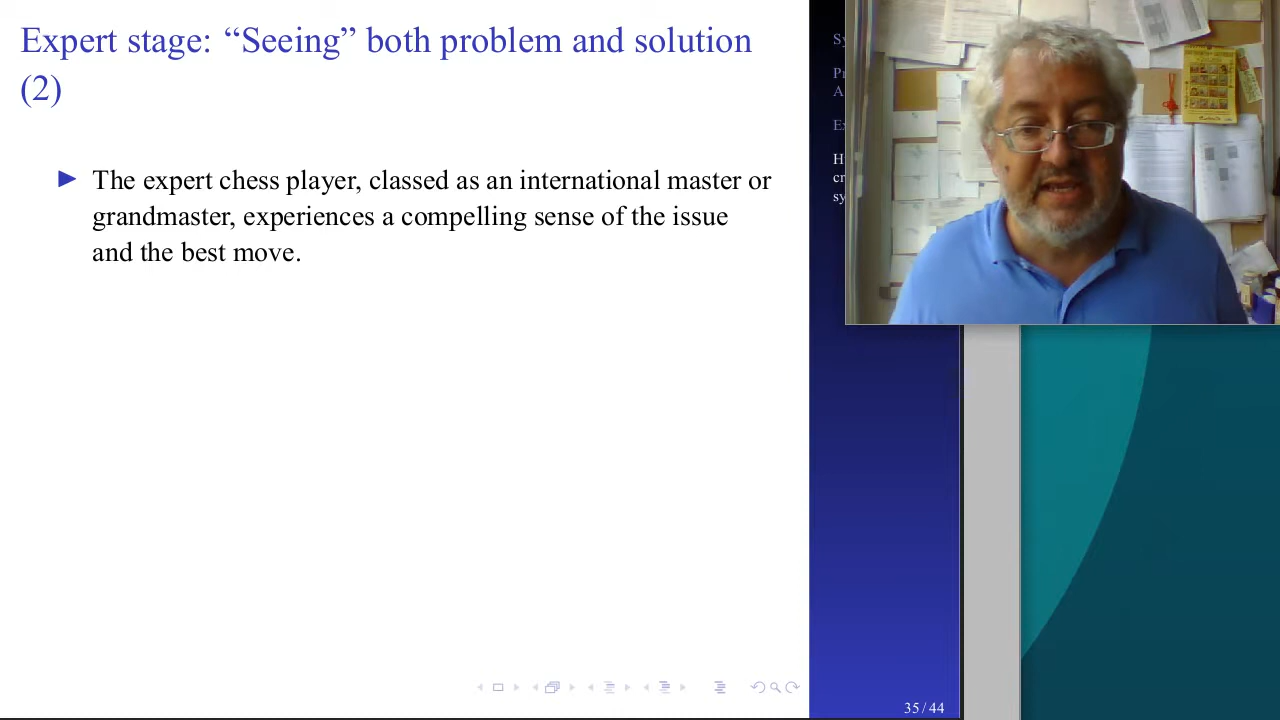 Expert stage: “Seeing” both problem and solution
(2)
The expert chess player, classed as an international master or
grandmaster, experiences a compelling sense of the issue
and the best move.
35 / 44